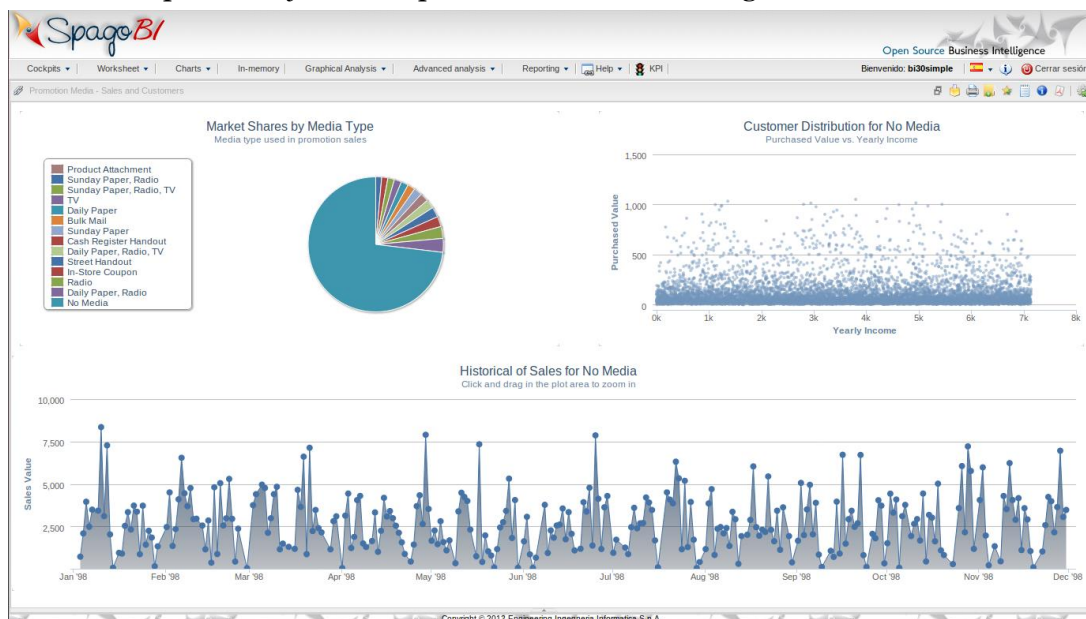 SpagoBI
Open Source Business Intelligence
Cockpits Worksheet Charts In-memory Graphical Analysis Advanced analysis Reporting Help KPI Bienvenido: bi30simple Cerrar sesión
Promotion Media - Sales and Customers
Market Shares by Media Type
Media type used in promotion sales
Product Attachment
Sunday Paper, Radio
Sunday Paper, Radio, TV
TV
Daily Paper
Bulk Mail
Sunday Paper
Cash Register Handout
Daily Paper, Radio, TV
Street Handout
In-Store Coupon
Radio
Daily Paper, Radio
No Media
Customer Distribution for No Media
Purchased Value vs. Yearly Income
Purchased Value
1,500
1,000
500
0
0k 1k 2k 3k 4k 5k 6k 7k 8k
Yearly Income
Historical of Sales for No Media
Click and drag in the plot area to zoom in
Sales Value
10,000
7,500
5,000
2,500
Jan '98 Feb '98 Mar '98 Apr '98 May '98 Jun '98 Jul '98 Aug '98 Sep '98 Oct '98 Nov '98 Dec '98
Copyright © 2012 Engineering Ingegneria Informatica S.p.A.